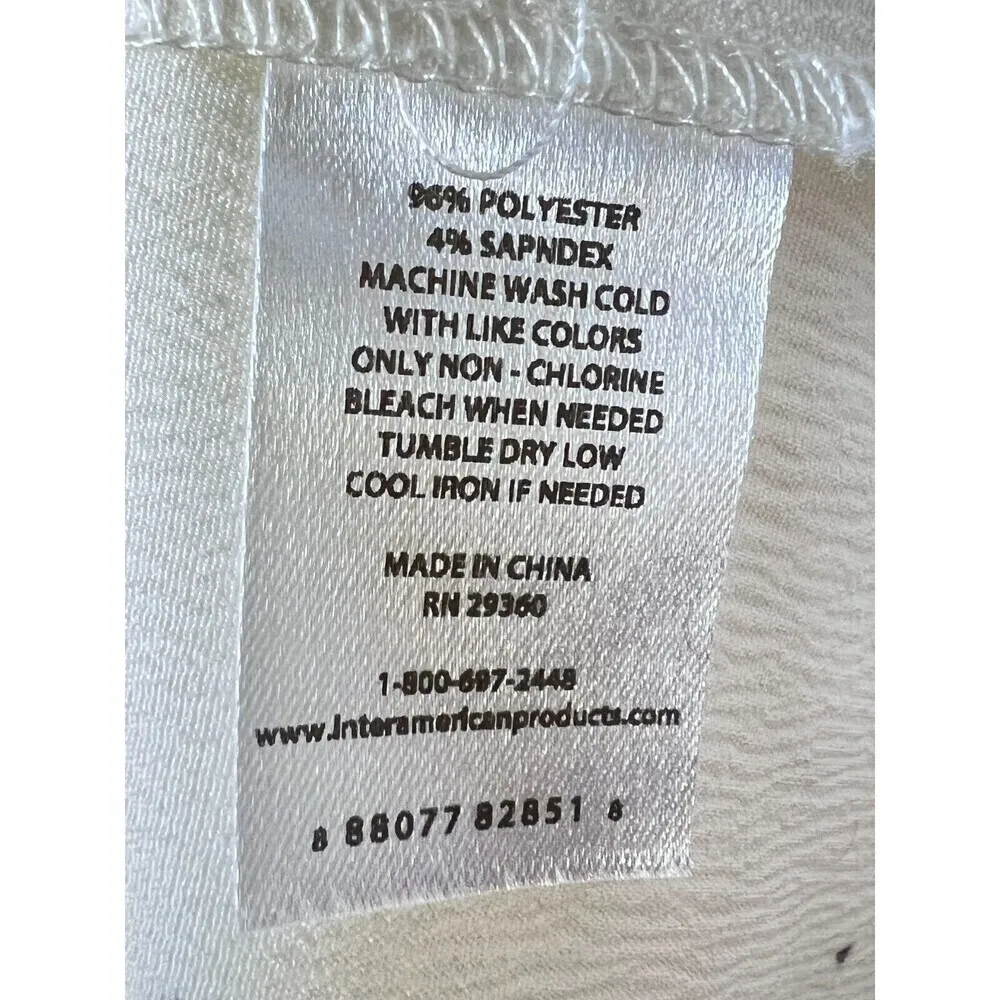 96% POLYESTER
4% SAPNDEX
MACHINE WASH COLD
WITH LIKE COLORS
ONLY NON - CHLORINE
BLEACH WHEN NEEDED
TUMBLE DRY LOW
COOL IRON IF NEEDED
MADE IN CHINA
RN 29360
1-800-697-2448
www.Interamericanproducts.com
8 88077 82851 8